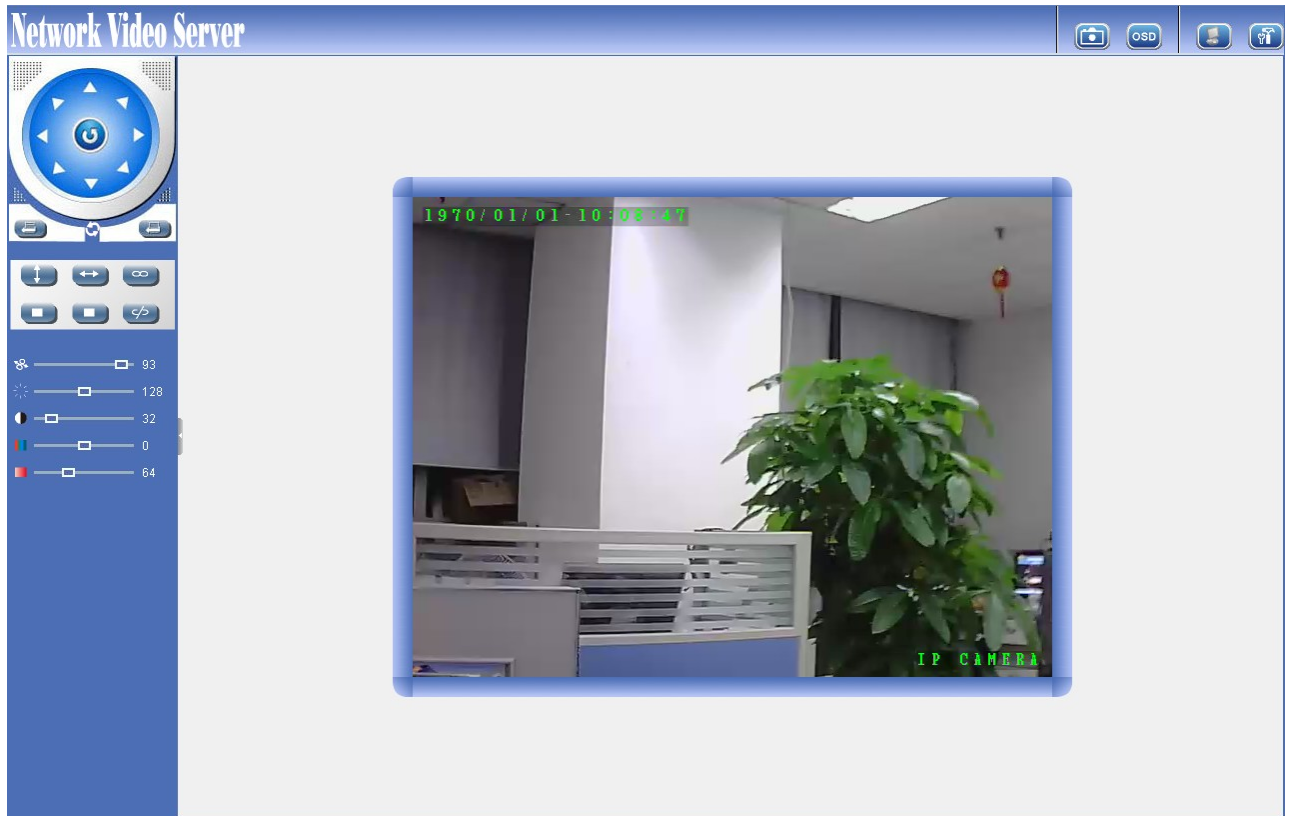 Network Video Server
OSD
1970/01/01-10:08:47
93
128
32
0
64
IP CAMERA